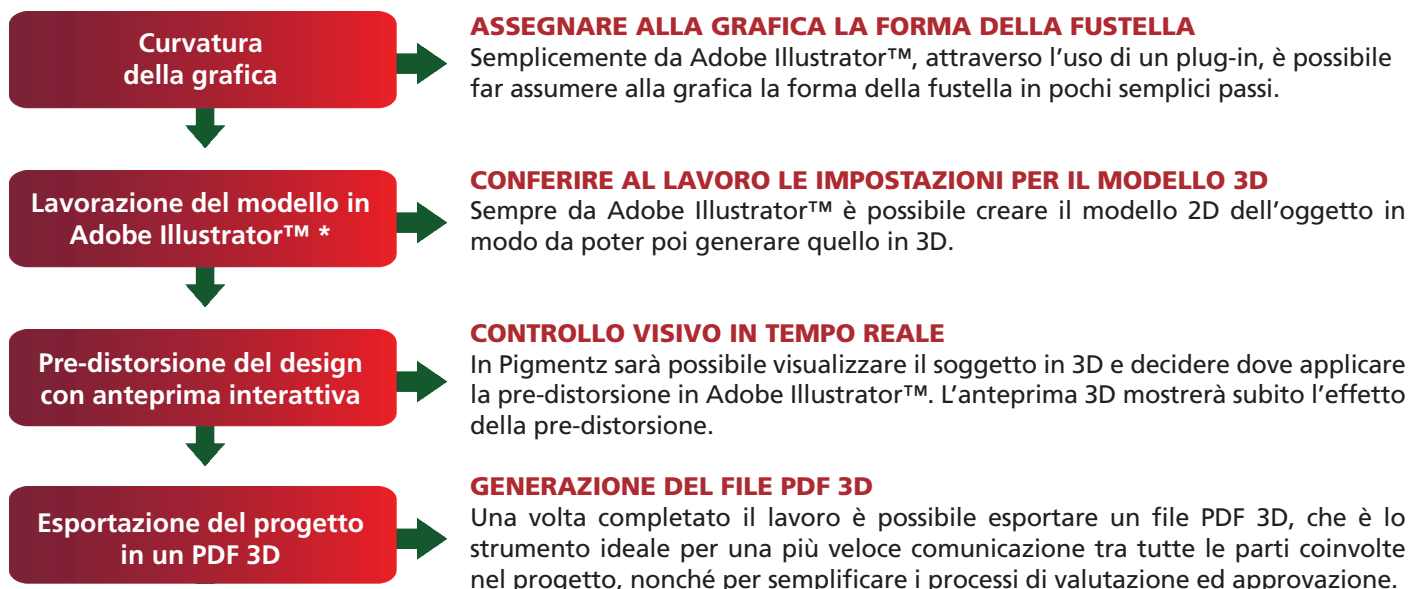 Curvatura
della grafica
ASSEGNARE ALLA GRAFICA LA FORMA DELLA FUSTELLA
Semplicemente da Adobe Illustrator™, attraverso l'uso di un plug-in, è possibile
far assumere alla grafica la forma della fustella in pochi semplici passi.
Lavorazione del modello in
Adobe Illustrator™ *
CONFERIRE AL LAVORO LE IMPOSTAZIONI PER IL MODELLO 3D
Sempre da Adobe Illustrator™ è possibile creare il modello 2D dell'oggetto in
modo da poter poi generare quello in 3D.
Pre-distorsione del design
con anteprima interattiva
CONTROLLO VISIVO IN TEMPO REALE
In Pigmentz sarà possibile visualizzare il soggetto in 3D e decidere dove applicare
la pre-distorsione in Adobe Illustrator™. L'anteprima 3D mostrerà subito l'effetto
della pre-distorsione.
Esportazione del progetto
in un PDF 3D
GENERAZIONE DEL FILE PDF 3D
Una volta completato il lavoro è possibile esportare un file PDF 3D, che è lo
strumento ideale per una più veloce comunicazione tra tutte le parti coinvolte
nel progetto, nonché per semplificare i processi di valutazione ed approvazione.